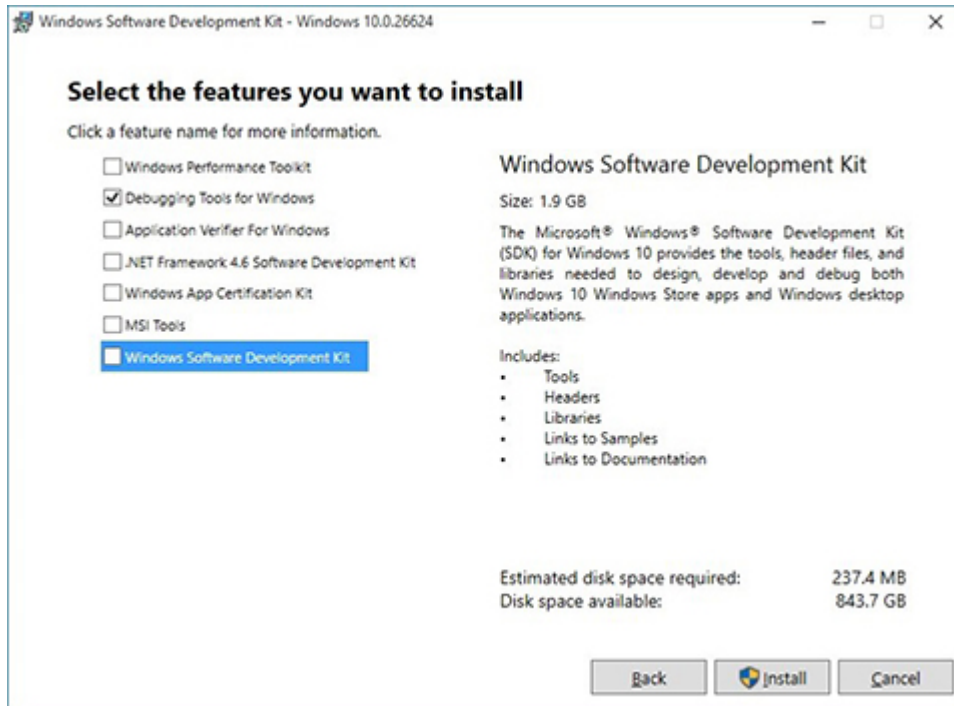 Windows Software Development Kit - Windows 10.0.26624
Select the features you want to install
Click a feature name for more information.
Windows Performance Toolkit
Debugging Tools for Windows
Application Verifier For Windows
.NET Framework 4.6 Software Development Kit
Windows App Certification Kit
MSI Tools
Windows Software Development Kit
Windows Software Development Kit
Size: 1.9 GB
The Microsoft® Windows® Software Development Kit
(SDK) for Windows 10 provides the tools, header files, and
libraries needed to design, develop and debug both
Windows 10 Windows Store apps and Windows desktop
applications.
Includes:
• Tools
• Headers
• Libraries
• Links to Samples
• Links to Documentation
Estimated disk space required: 237.4 MB
Disk space available: 843.7 GB
Back Install Cancel